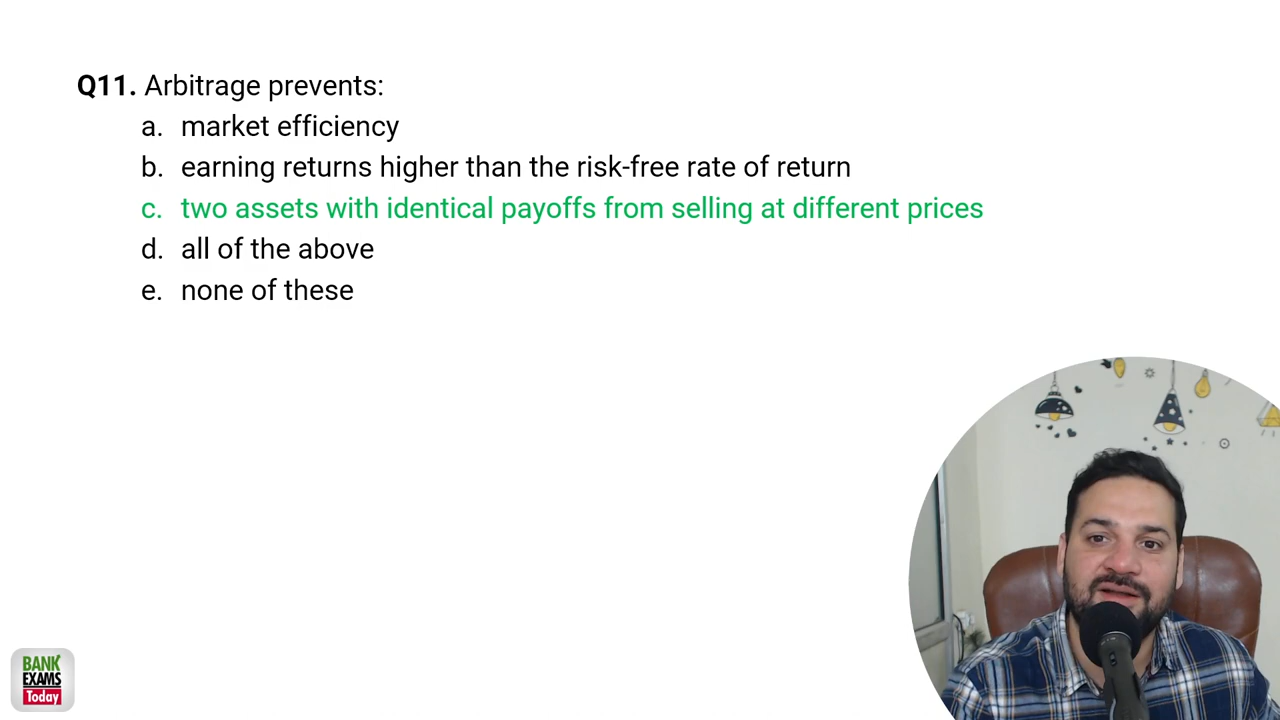 Q11. Arbitrage prevents:
a. market efficiency
b. earning returns higher than the risk-free rate of return
c. two assets with identical payoffs from selling at different prices
d. all of the above
e. none of these
BANK
EXAMS
Today